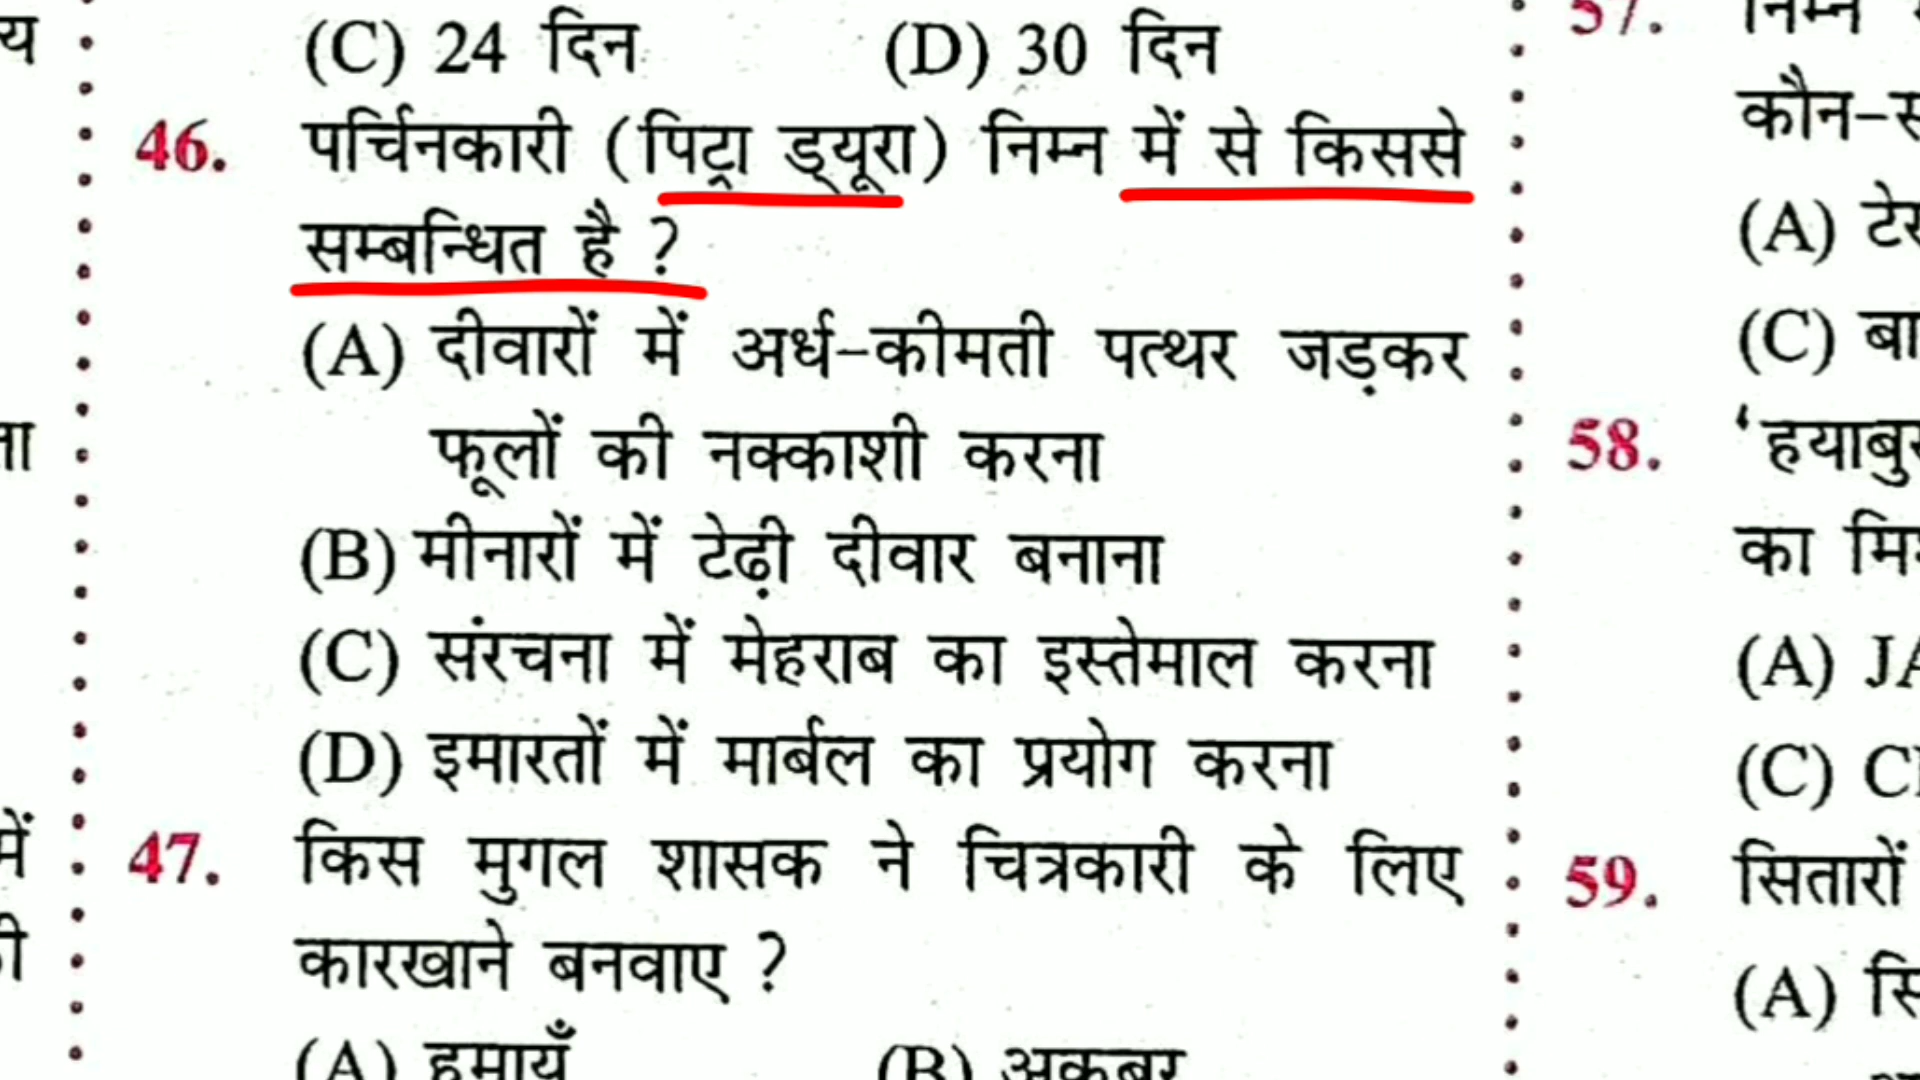 (C) 24 दिन (D) 30 दिन
46. पर्चिनकारी (पिट्रा ड्यूरा) निम्न में से किससे
सम्बन्धित है ?
(A) दीवारों में अर्ध-कीमती पत्थर जड़कर
फूलों की नक्काशी करना
(B) मीनारों में टेढ़ी दीवार बनाना
(C) संरचना में मेहराब का इस्तेमाल करना
(D) इमारतों में मार्बल का प्रयोग करना
47. किस मुगल शासक ने चित्रकारी के लिए
कारखाने बनवाए ?
(A) हुमायूँ (B) अकबर
57. निम्न
कौन-
(A)
(C)
58.
का
(A)
(C)
59. सितारों
(A)